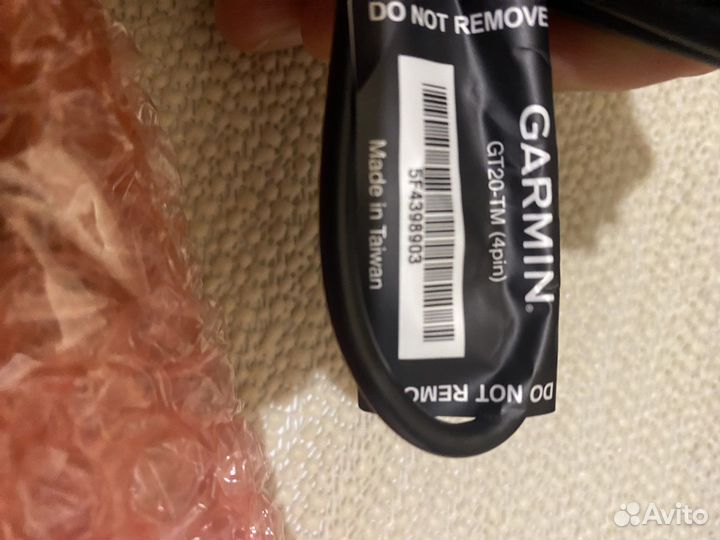 DO NOT REMOVE
GARMIN®
GT20-TM (4pin)
5F4398903
Made in Taiwan
DO NOT REMO
Avito